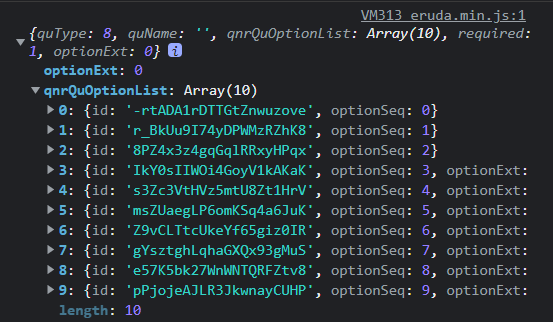 VM313 eruda.min.js:1
▼ {quType: 8, quName: '', qnrQuOptionList: Array(10), required:
1, optionExt: 0} i
optionExt: 0
▼ qnrQuOptionList: Array(10)
▶ 0: {id: '-rtADA1rDTTGtZnwuzove', optionSeq: 0}
▶ 1: {id: 'r_BkUu9I74yDPWMzRZhK8', optionSeq: 1}
▶ 2: {id: '8PZ4x3z4gqGqlRRxyHPqx', optionSeq: 2}
▶ 3: {id: 'IkY0sIIWOi4GoyV1kAKaK', optionSeq: 3, optionExt:
▶ 4: {id: 's3Zc3VtHVz5mtU8Zt1HrV', optionSeq: 4, optionExt:
▶ 5: {id: 'msZUaegLP6omKSq4a6JuK', optionSeq: 5, optionExt:
▶ 6: {id: 'Z9vCLTtcUkeYf65giz0IR', optionSeq: 6, optionExt:
▶ 7: {id: 'gYsztghLqhaGXQx93gMuS', optionSeq: 7, optionExt:
▶ 8: {id: 'e57K5bk27WnWNTQRFZtv8', optionSeq: 8, optionExt:
▶ 9: {id: 'pPjojeAJLR3JkwnayCUHP', optionSeq: 9, optionExt:
length: 10